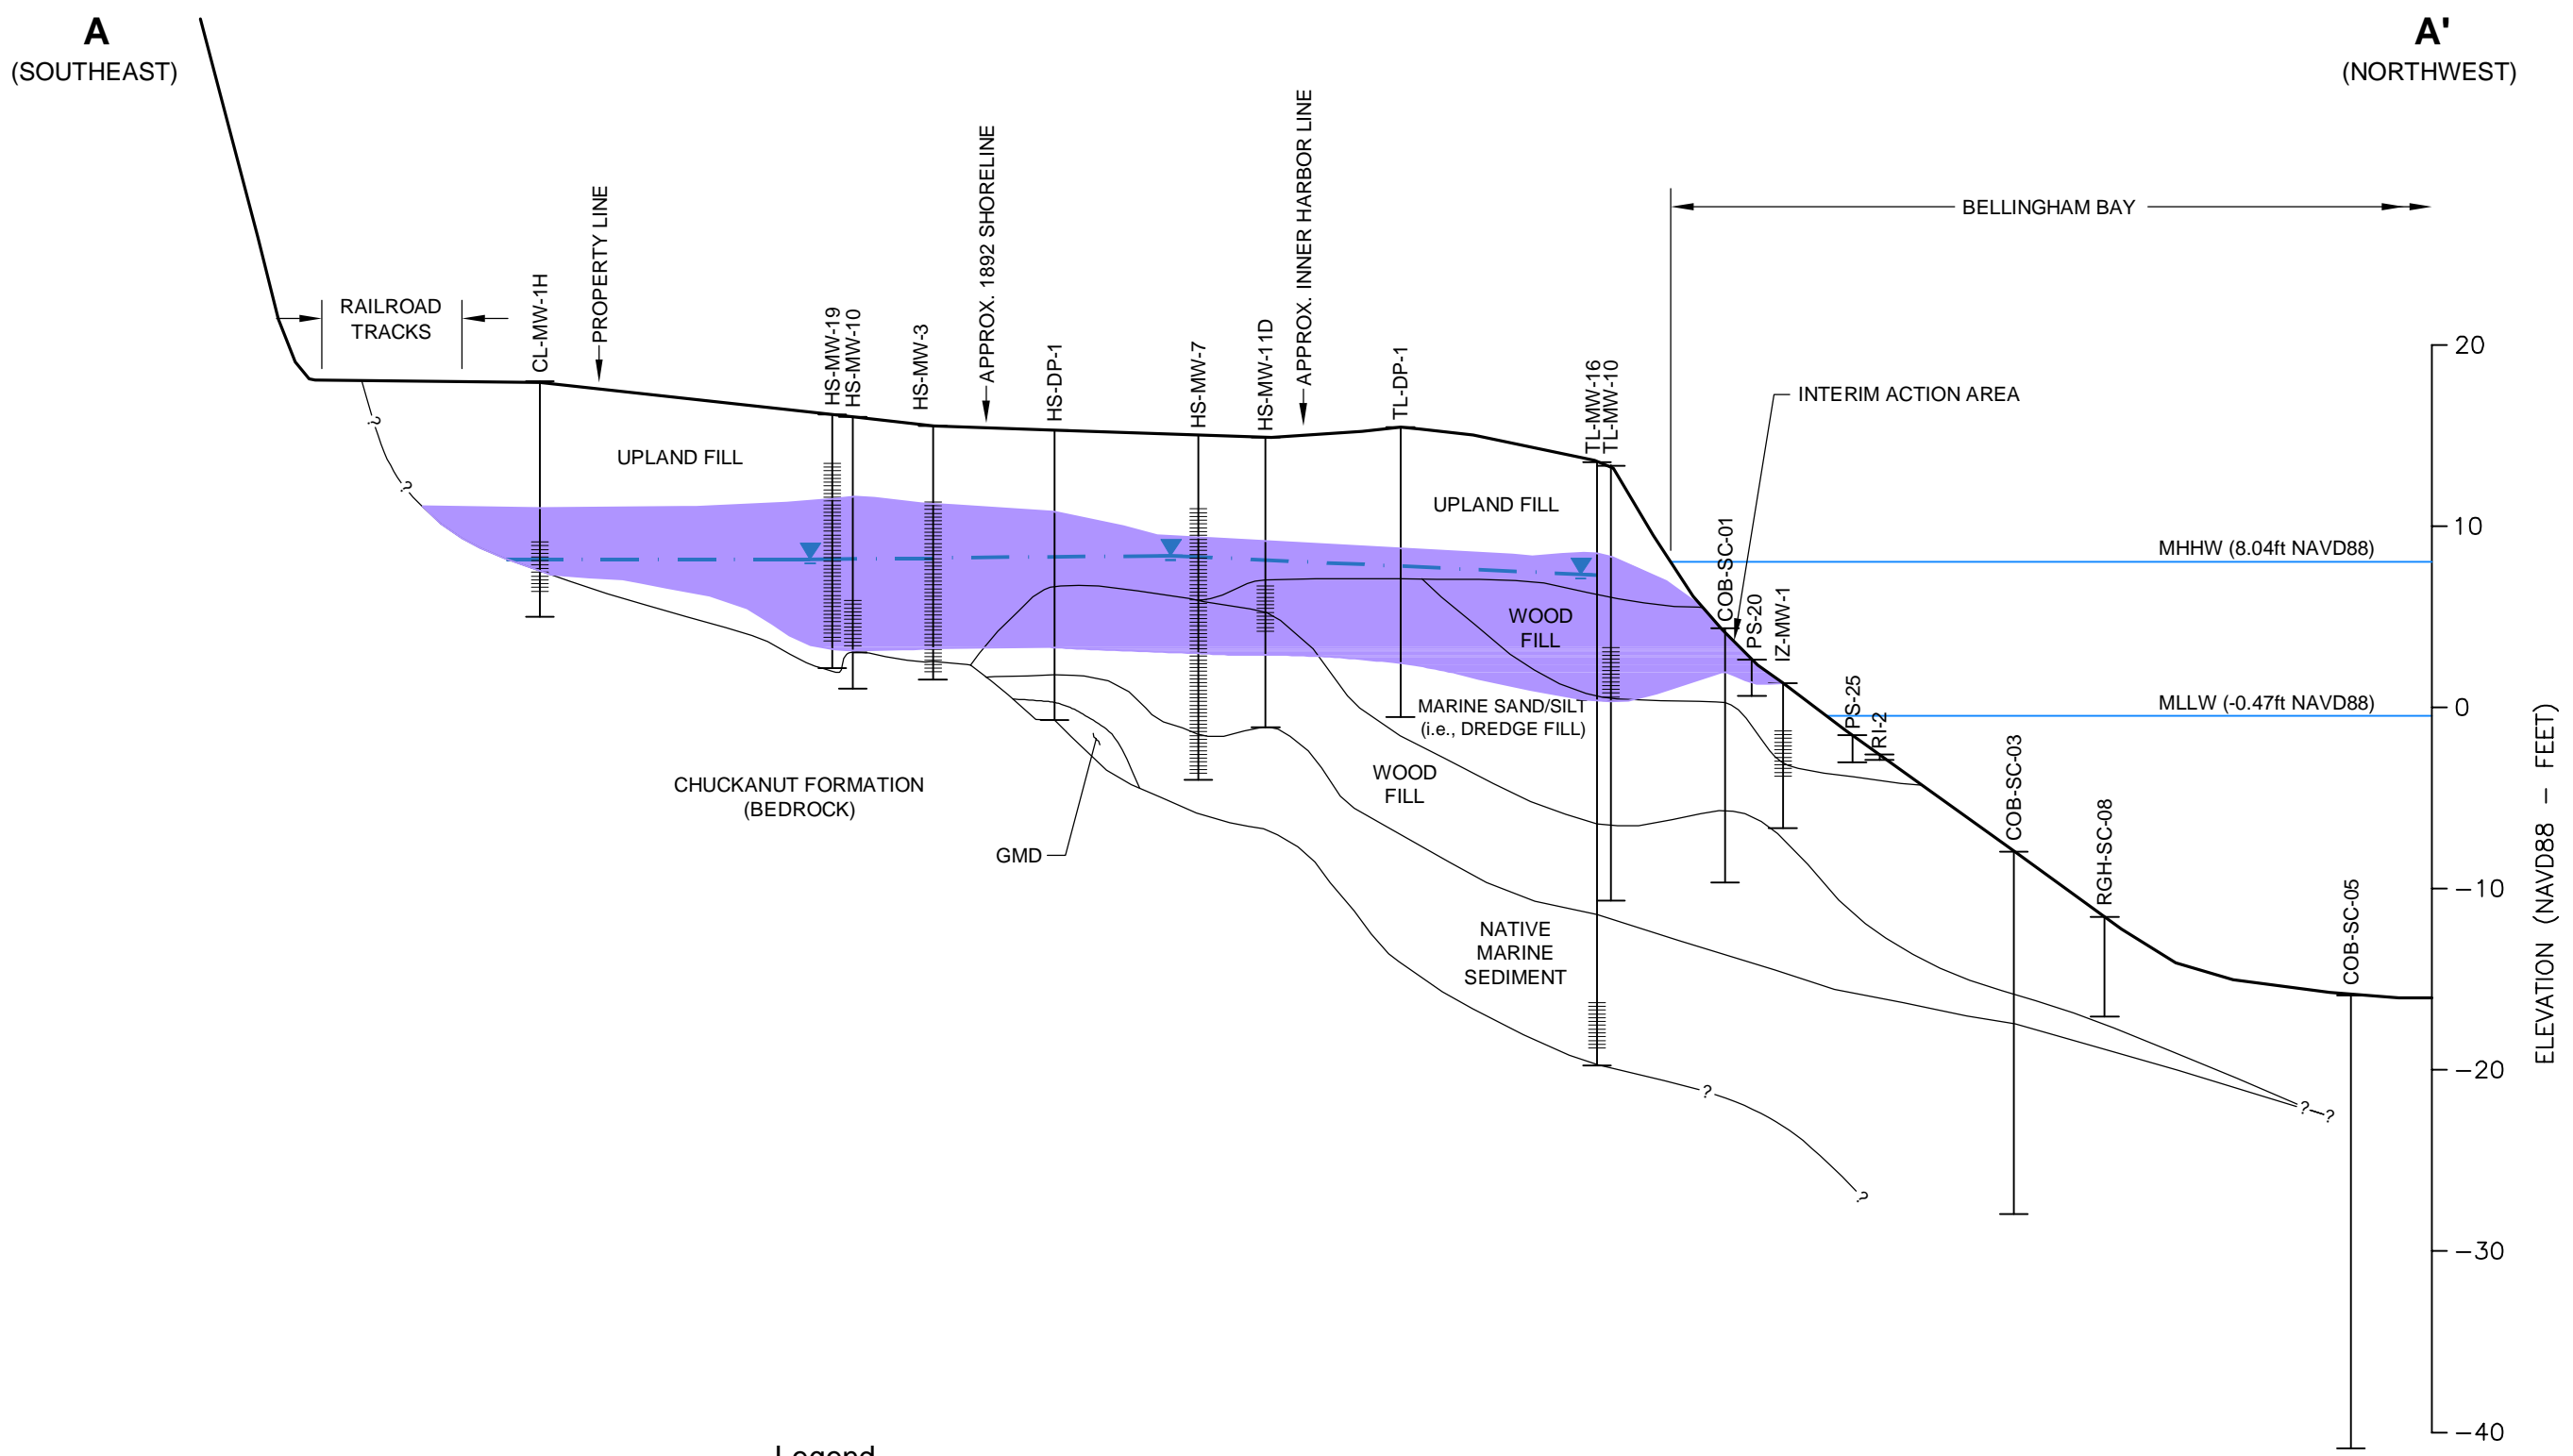 A
(SOUTHEAST)
A'
(NORTHWEST)
BELLINGHAM BAY
RAILROAD
TRACKS
CL-MW-1H
PROPERTY LINE
HS-MW-19
HS-MW-10
HS-MW-3
APPROX. 1892 SHORELINE
HS-DP-1
HS-MW-7
HS-MW-11D
APPROX. INNER HARBOR LINE
TL-DP-1
TL-MW-16
TL-MW-10
INTERIM ACTION AREA
COB-SC-01
PS-20
IZ-MW-1
PS-25
RI-2
COB-SC-03
RGH-SC-08
COB-SC-05
UPLAND FILL
UPLAND FILL
MHHW (8.04ft NAVD88)
MLLW (-0.47ft NAVD88)
WOOD
FILL
MARINE SAND/SILT
(i.e., DREDGE FILL)
WOOD
FILL
CHUCKANUT FORMATION
(BEDROCK)
GMD
NATIVE
MARINE
SEDIMENT
?
?
?
?
?
?
20
10
0
-10
-20
-30
-40
ELEVATION (NAVD88 - FEET)
Legend